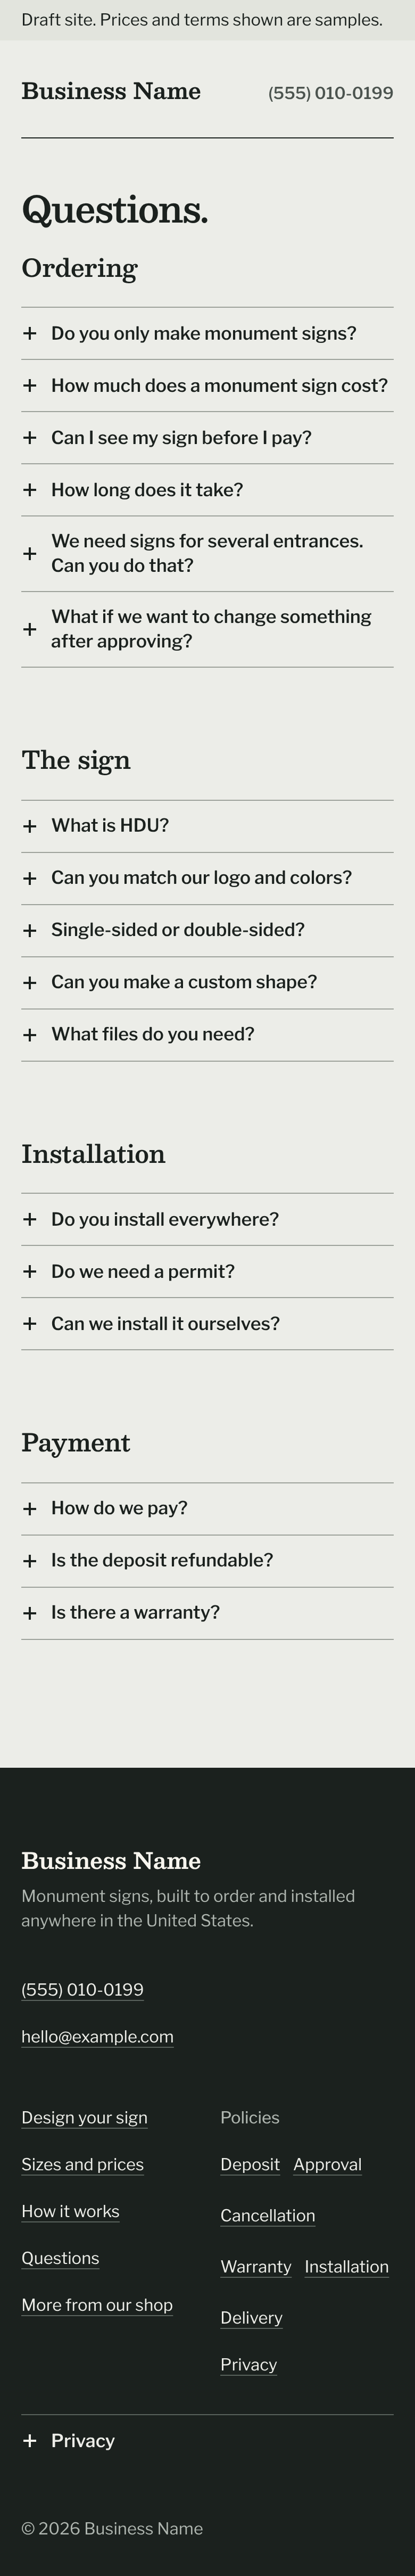 Draft site. Prices and terms shown are samples.
Business Name
(555) 010-0199
Questions.
Ordering
+ Do you only make monument signs?
+ How much does a monument sign cost?
+ Can I see my sign before I pay?
+ How long does it take?
+ We need signs for several entrances.
Can you do that?
+ What if we want to change something
after approving?
The sign
+ What is HDU?
+ Can you match our logo and colors?
+ Single-sided or double-sided?
+ Can you make a custom shape?
+ What files do you need?
Installation
+ Do you install everywhere?
+ Do we need a permit?
+ Can we install it ourselves?
Payment
+ How do we pay?
+ Is the deposit refundable?
+ Is there a warranty?
Business Name
Monument signs, built to order and installed
anywhere in the United States.
(555) 010-0199
hello@example.com
Design your sign
Sizes and prices
How it works
Questions
More from our shop
Policies
Deposit Approval
Cancellation
Warranty Installation
Delivery
Privacy
+ Privacy
© 2026 Business Name